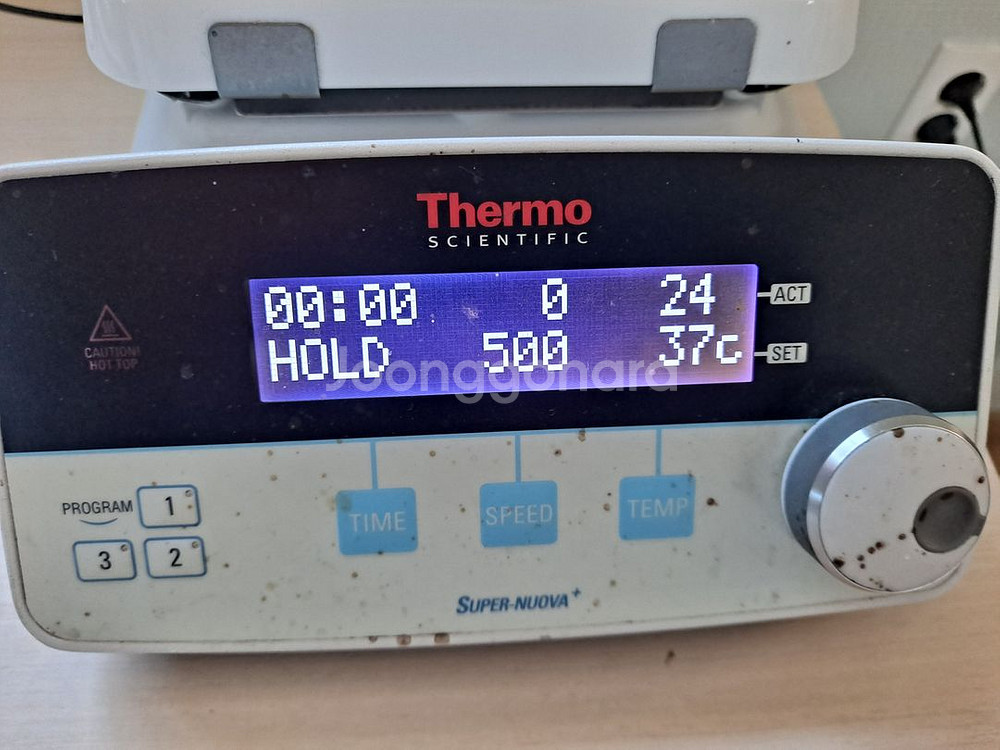 Thermo
SCIENTIFIC
00:00 0 24 ACT
HOLD 500 37c SET
Joonggonara
CAUTION!
HOT TOP
PROGRAM 1
3 2
TIME SPEED TEMP
SUPER-NUOVA+